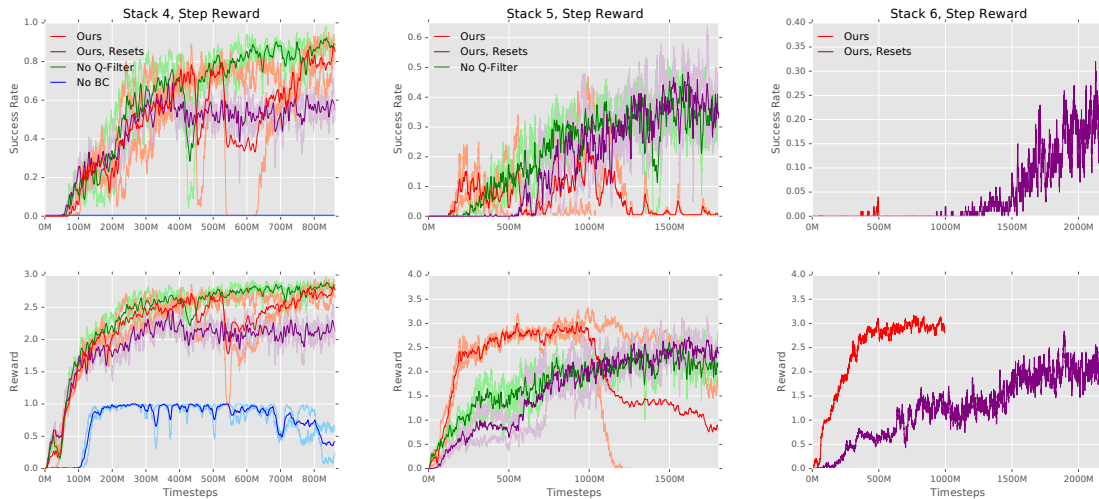 Stack 4, Step Reward
Ours
Ours, Resets
No Q-Filter
No BC
Success Rate
1.0
0.8
0.6
0.4
0.2
0.0
0M 100M 200M 300M 400M 500M 600M 700M 800M
Stack 5, Step Reward
Ours
Ours, Resets
No Q-Filter
Success Rate
0.6
0.5
0.4
0.3
0.2
0.1
0.0
0M 500M 1000M 1500M
Stack 6, Step Reward
Ours
Ours, Resets
Success Rate
0.40
0.35
0.30
0.25
0.20
0.15
0.10
0.05
0.00
0M 500M 1000M 1500M 2000M
Reward
3.0
2.5
2.0
1.5
1.0
0.5
0.0
0M 100M 200M 300M 400M 500M 600M 700M 800M
Timesteps
Reward
4.0
3.5
3.0
2.5
2.0
1.5
1.0
0.5
0.0
0M 500M 1000M 1500M
Timesteps
Reward
4.0
3.5
3.0
2.5
2.0
1.5
1.0
0.5
0.0
0M 500M 1000M 1500M 2000M
Timesteps